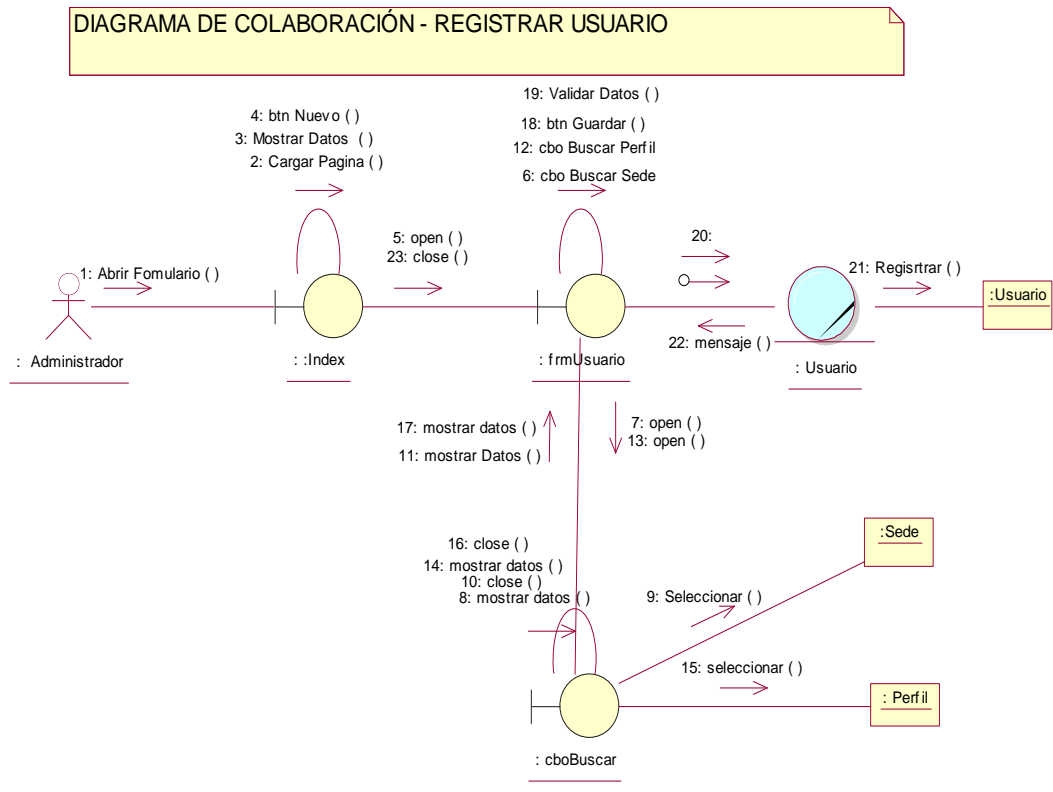 DIAGRAMA DE COLABORACIÓN - REGISTRAR USUARIO
4: btn Nuevo ( )
3: Mostrar Datos ( )
2: Cargar Pagina ( )
19: Validar Datos ( )
18: btn Guardar ( )
12: cbo Buscar Perfil
6: cbo Buscar Sede
1: Abrir Fomulario ( )
5: open ( )
23: close ( )
20:
21: Regisrtrar ( )
:Usuario
22: mensaje ( )
: Administrador
: :Index
: frmUsuario
: Usuario
17: mostrar datos ( )
11: mostrar Datos ( )
7: open ( )
13: open ( )
16: close ( )
14: mostrar datos ( )
10: close ( )
8: mostrar datos ( )
9: Seleccionar ( )
:Sede
15: seleccionar ( )
: Perfil
: cboBuscar